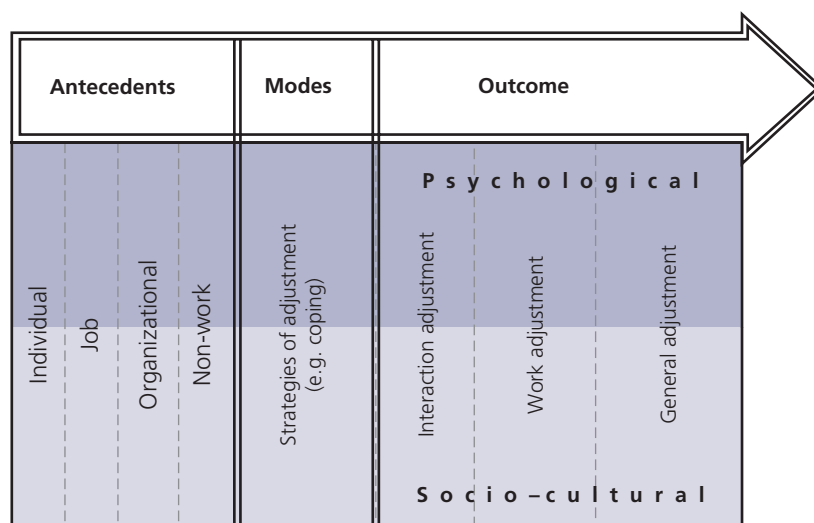 Antecedents
Modes
Outcome
Psychological
Individual
Job
Organizational
Non-work
Strategies of adjustment
(e.g. coping)
Interaction adjustment
Work adjustment
General adjustment
Socio–cultural